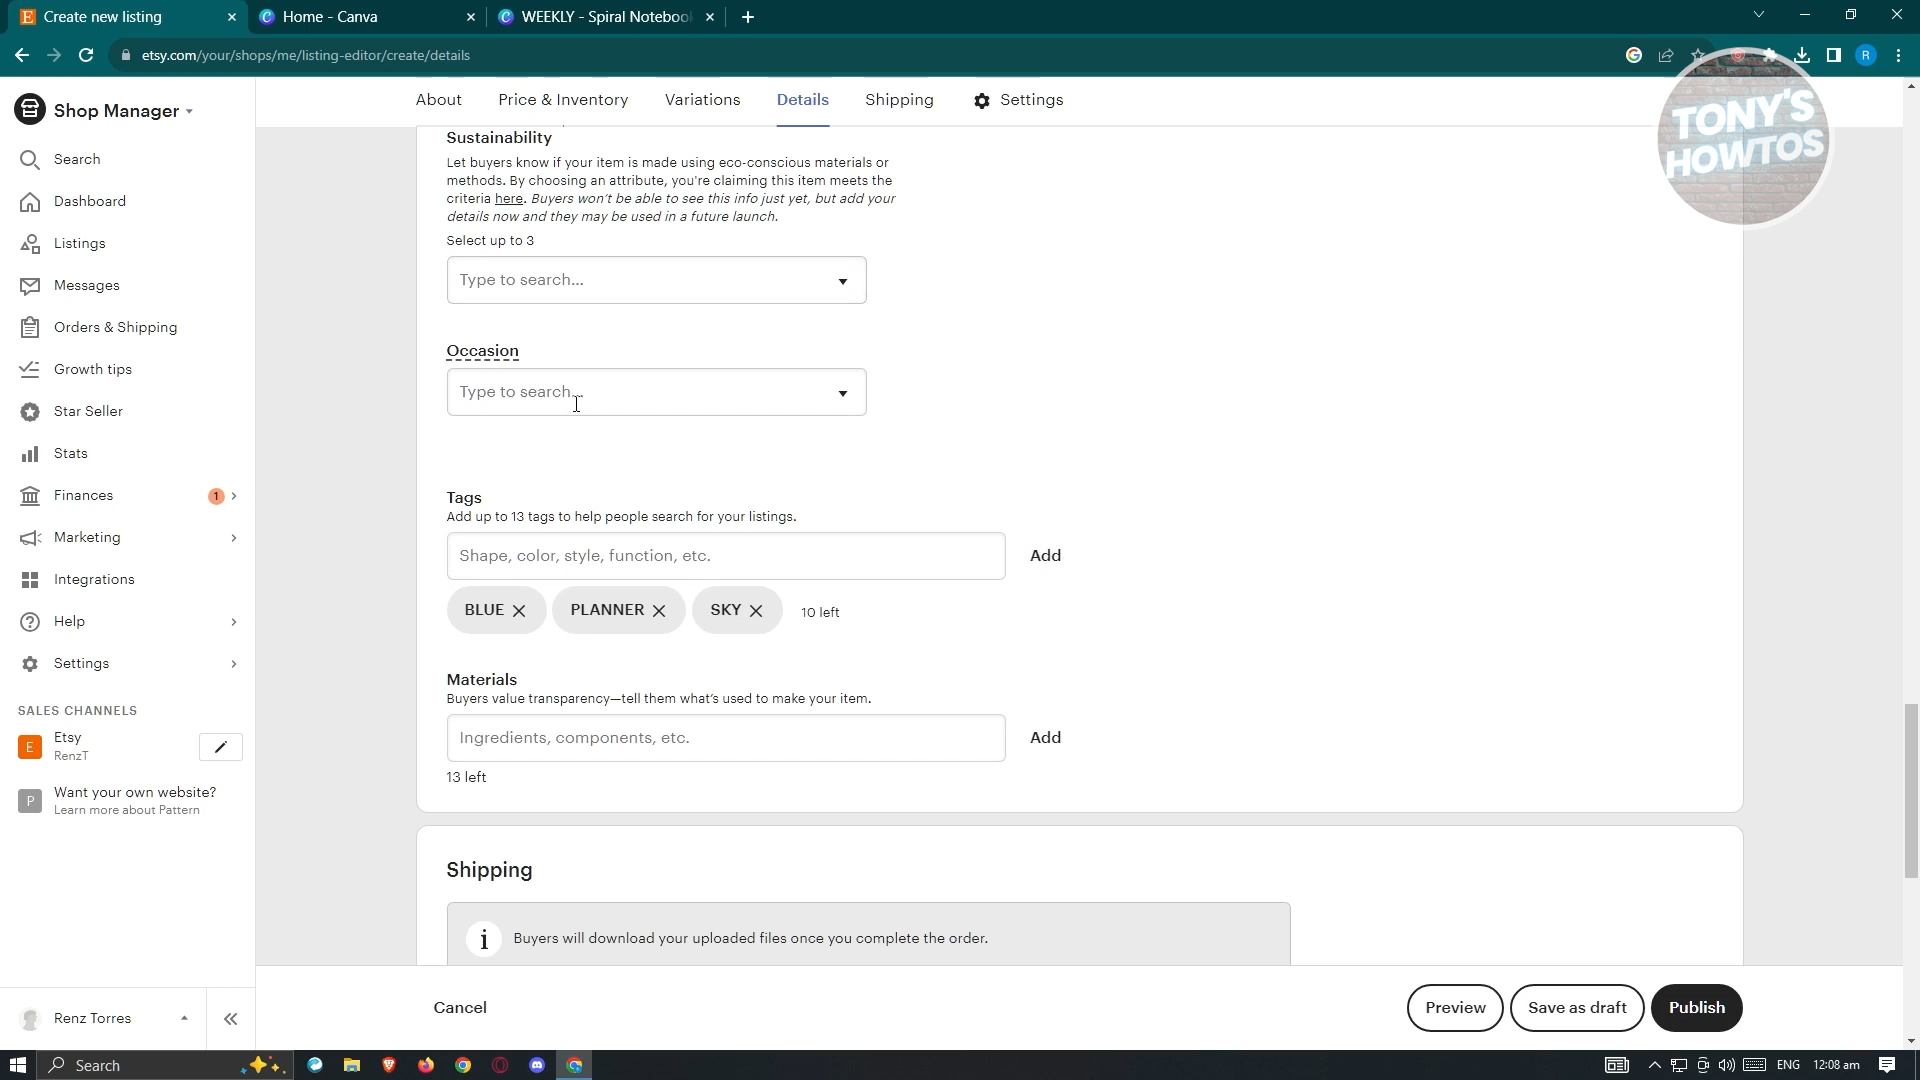 Create new listing
Home - Canva
WEEKLY - Spiral Notebook
etsy.com/your/shops/me/listing-editor/create/details
R
Shop Manager
Search
Dashboard
Listings
Messages
Orders & Shipping
Growth tips
Star Seller
Stats
Finances 1
Marketing
Integrations
Help
Settings
SALES CHANNELS
E Etsy
RenzT
P Want your own website?
Learn more about Pattern
Renz Torres
About Price & Inventory Variations Details Shipping Settings
TONY'S
HOWTOS
Sustainability
Let buyers know if your item is made using eco-conscious materials or
methods. By choosing an attribute, you're claiming this item meets the
criteria here. Buyers won't be able to see this info just yet, but add your
details now and they may be used in a future launch.
Select up to 3
Type to search...
Occasion
Type to search...
Tags
Add up to 13 tags to help people search for your listings.
Shape, color, style, function, etc. Add
BLUE PLANNER SKY 10 left
Materials
Buyers value transparency—tell them what's used to make your item.
Ingredients, components, etc. Add
13 left
Shipping
Buyers will download your uploaded files once you complete the order.
Cancel Preview Save as draft Publish
Search
ENG 12:08 am